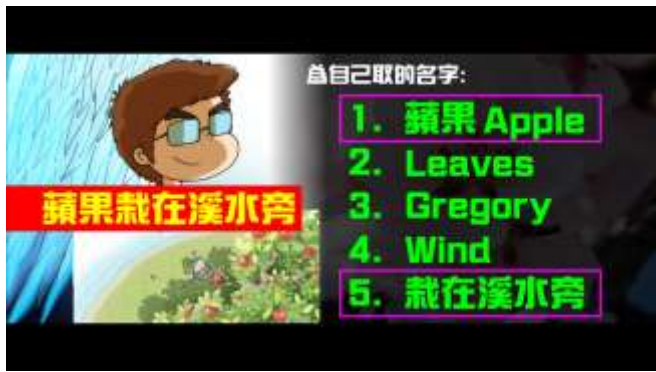 為自己取的名字:
1. 蘋果 Apple
2. Leaves
3. Gregory
4. Wind
5. 栽在溪水旁
蘋果栽在溪水旁